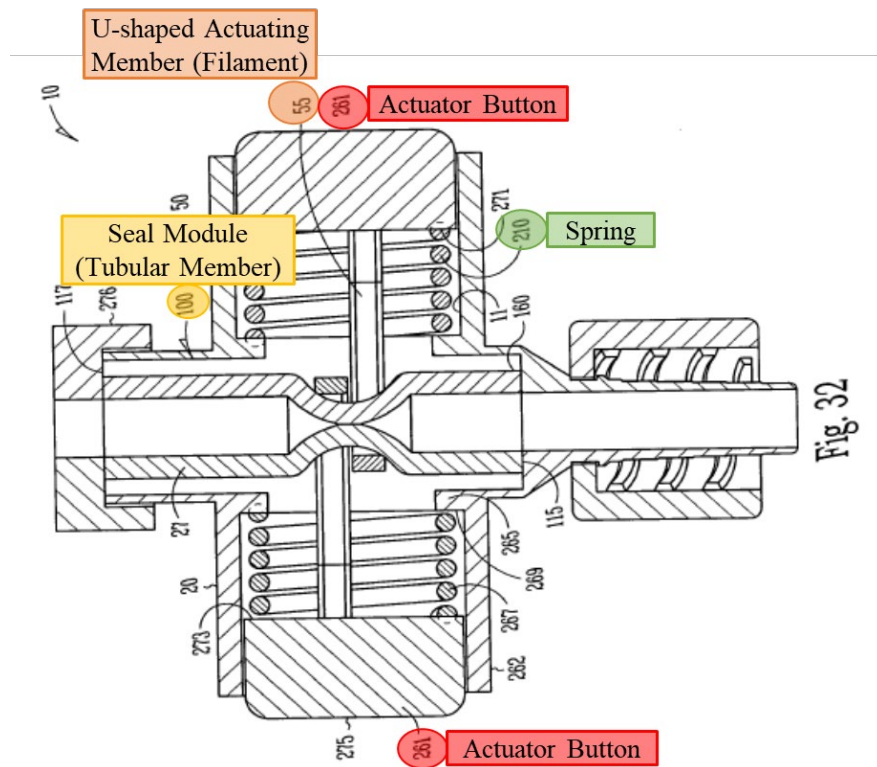 U-shaped Actuating
Member (Filament)
10
55
261
Actuator Button
50
271
210
Spring
Seal Module
(Tubular Member)
117
276
100
11
160
Fig. 32
27
115
265
20
269
267
273
262
275
261
Actuator Button